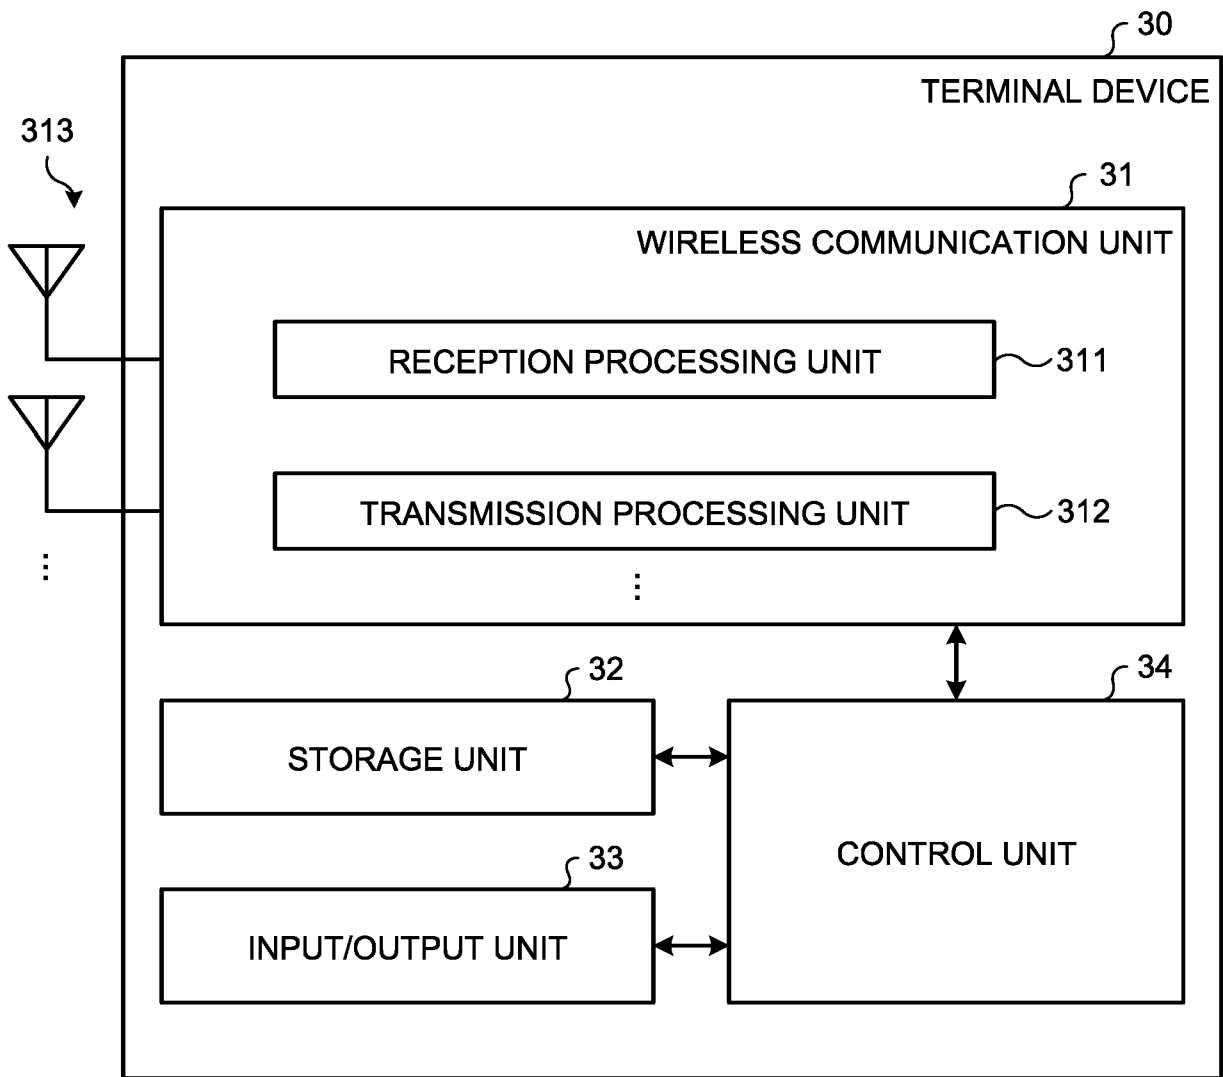 30
TERMINAL DEVICE
313
31
WIRELESS COMMUNICATION UNIT
RECEPTION PROCESSING UNIT
311
TRANSMISSION PROCESSING UNIT
312
...
...
32
34
STORAGE UNIT
CONTROL UNIT
33
INPUT/OUTPUT UNIT